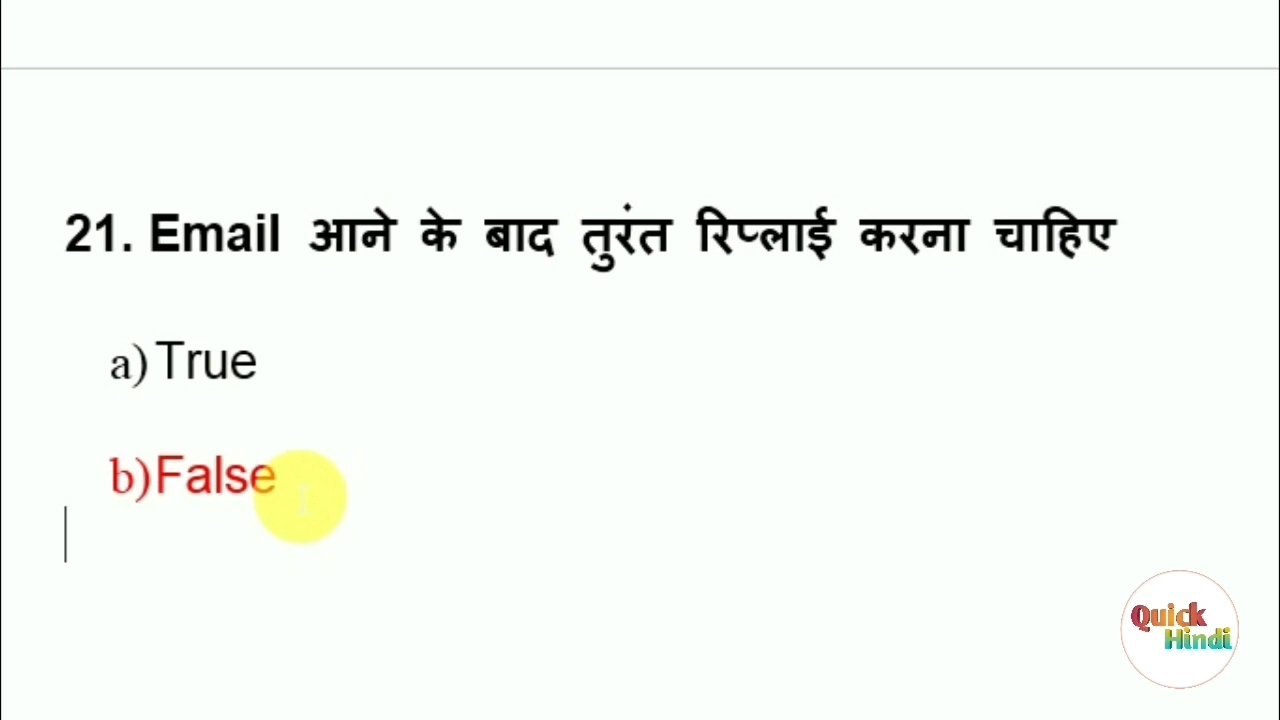 21. Email आने के बाद तुरंत रिप्लाई करना चाहिए
a) True
b) False
Quick
Hindi